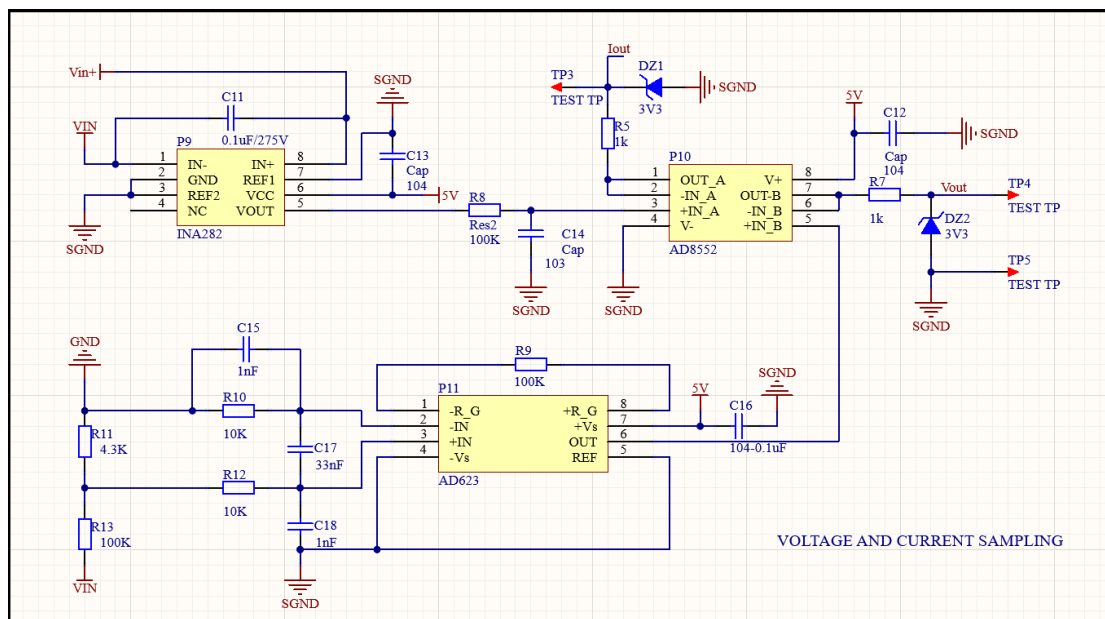 Vin+
C11
0.1uF/275V
VIN
P9
1 IN- IN+ 8
2 GND REF1 7
3 REF2 VCC 6
4 NC VOUT 5
INA282
SGND
SGND
C13
Cap
104
5V
R8
Res2
100K
C14
Cap
103
SGND
Iout
TP3
TEST TP
DZ1
3V3
SGND
R5
1k
P10
1 OUT_A V+ 8
2 -IN_A OUT-B 7
3 +IN_A -IN_B 6
4 V- +IN_B 5
AD8552
SGND
5V
C12
Cap
104
SGND
R7
1k
Vout
TP4
TEST TP
DZ2
3V3
TP5
TEST TP
SGND
GND
C15
1nF
R10
10K
R11
4.3K
C17
33nF
R12
10K
R13
100K
C18
1nF
VIN
SGND
R9
100K
P11
1 -R_G +R_G 8
2 -IN +Vs 7
3 +IN OUT 6
4 -Vs REF 5
AD623
5V
C16
104-0.1uF
SGND
VOLTAGE AND CURRENT SAMPLING